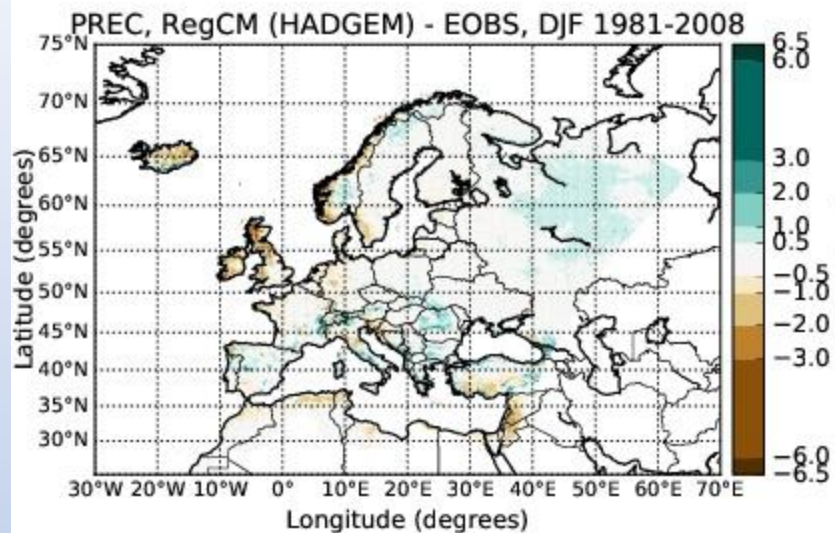 PREC, RegCM (HADGEM) - EOBS, DJF 1981-2008
75°N
70°N
65°N
60°N
55°N
50°N
45°N
40°N
35°N
30°N
Latitude (degrees)
30°W 20°W 10°W 0° 10°E 20°E 30°E 40°E 50°E 60°E 70°E
Longitude (degrees)
6.5
6.0
3.0
2.0
1.0
0.5
−0.5
−1.0
−2.0
−3.0
−6.0
−6.5